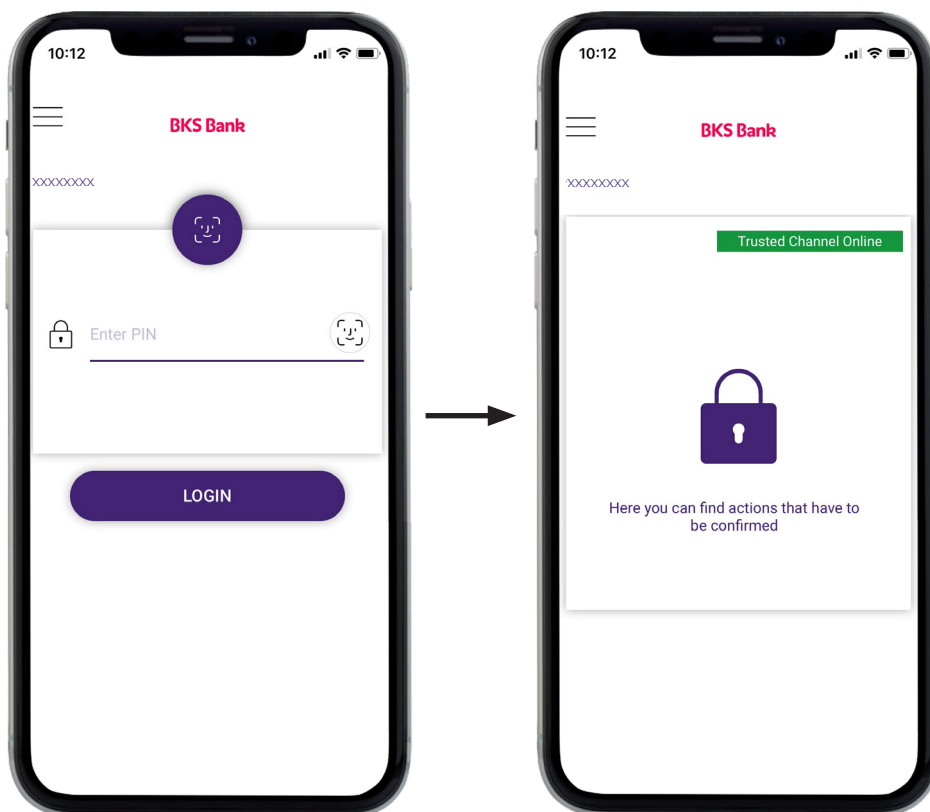 10:12
BKS Bank
XXXXXXXX
Enter PIN
LOGIN
10:12
BKS Bank
XXXXXXXX
Trusted Channel Online
Here you can find actions that have to
be confirmed